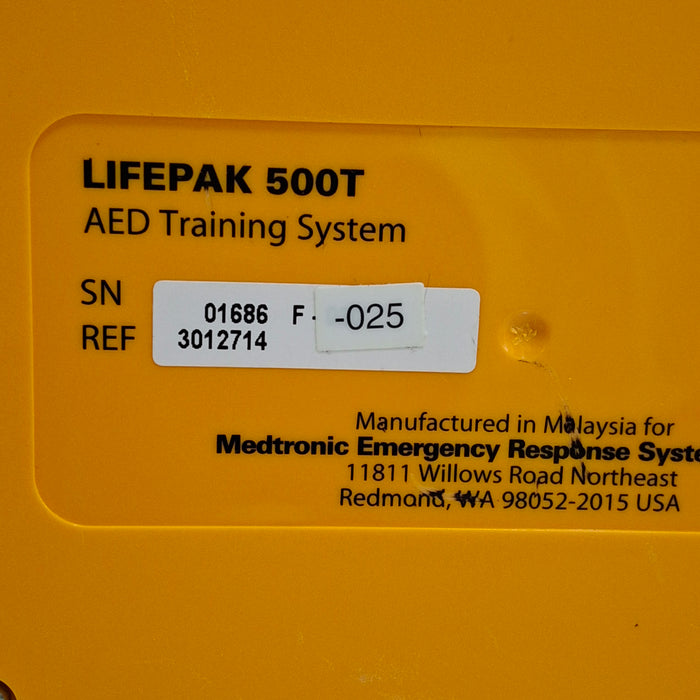 LIFEPAK 500T
AED Training System
SN 01686 F - -025
REF 3012714
Manufactured in Malaysia for
Medtronic Emergency Response
11811 Willows Road Northeast
Redmond, WA 98052-2015 USA